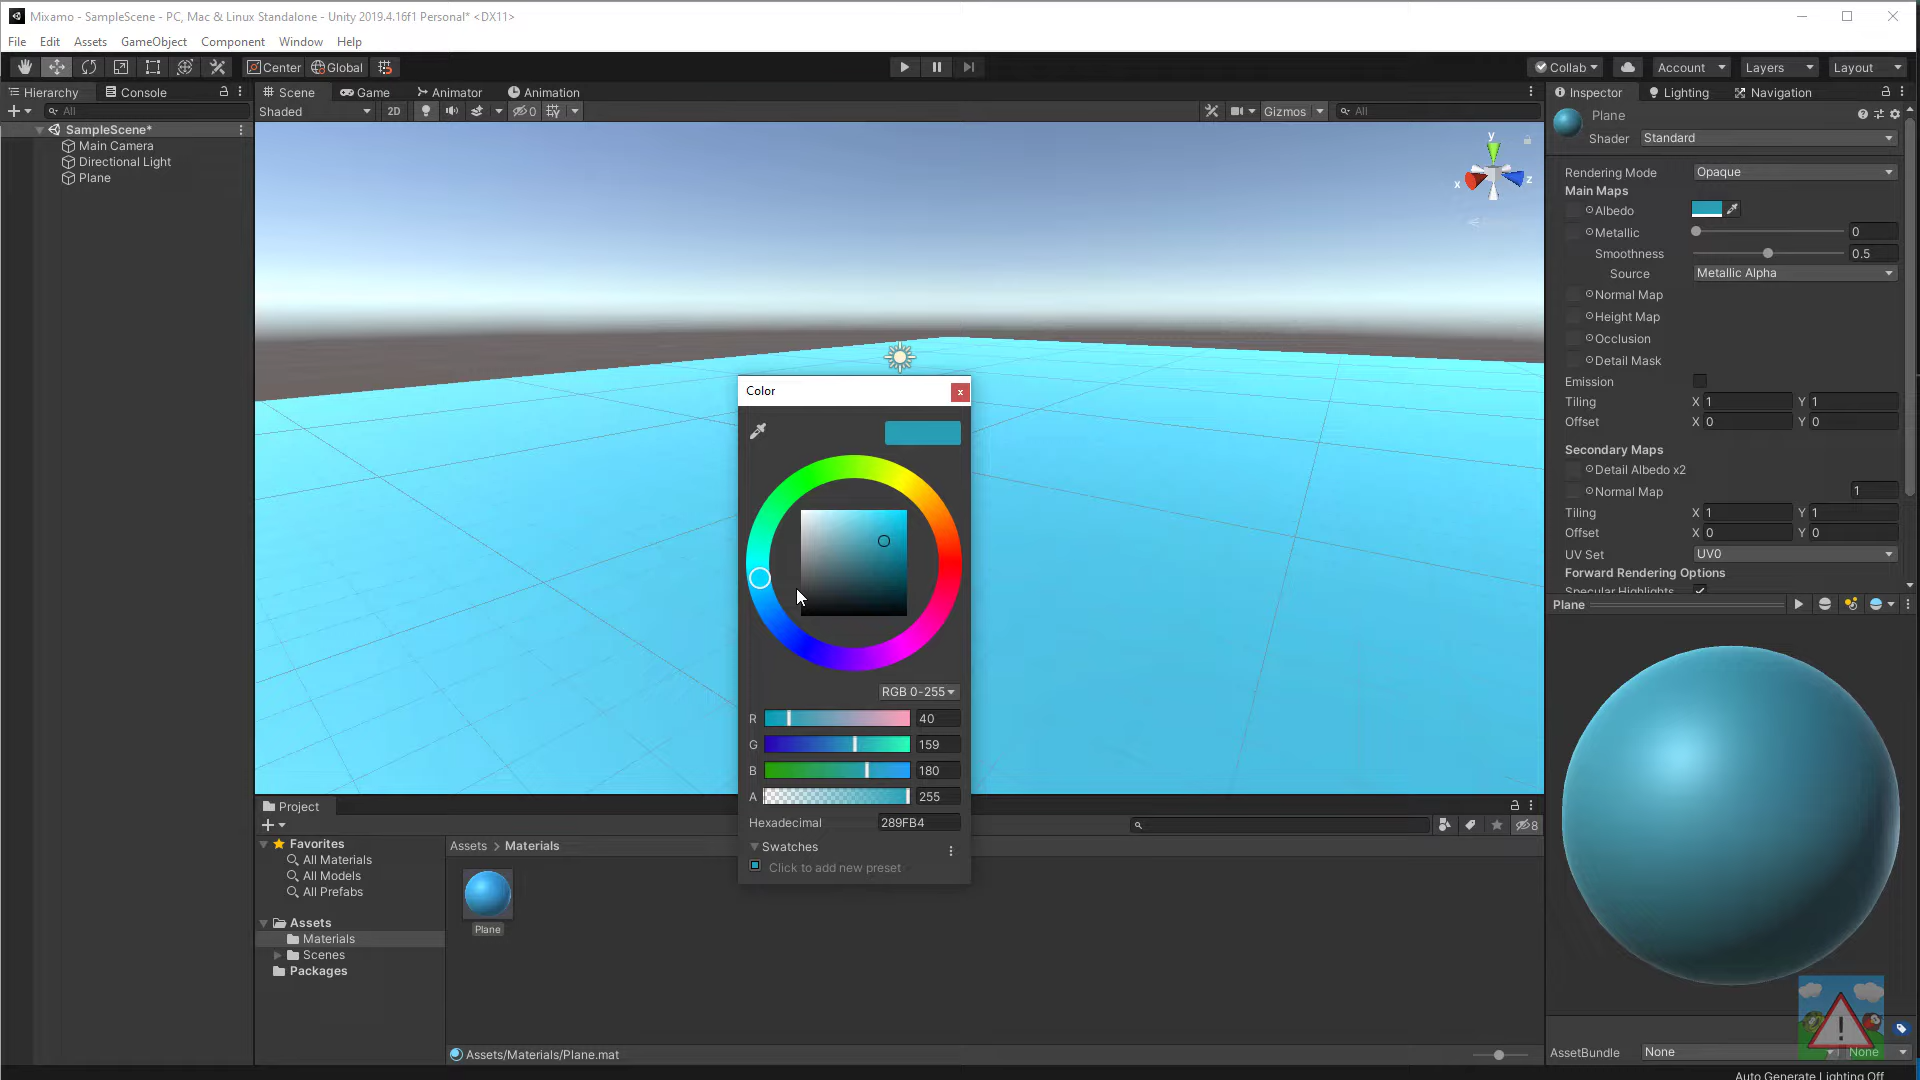 Mixamo - SampleScene - PC, Mac & Linux Standalone - Unity 2019.4.16f1 Personal* <DX11>
File Edit Assets GameObject Component Window Help
Center Global Collab Account Layers Layout
Hierarchy Console Scene Game Animator Animation Inspector Lighting Navigation
All Shaded 2D 0 Gizmos All
Plane
Shader Standard
SampleScene*
Main Camera
Directional Light
Plane
y
x
z
Rendering Mode Opaque
Main Maps
Albedo
Metallic 0
Smoothness 0.5
Source Metallic Alpha
Normal Map
Height Map
Occlusion
Detail Mask
Emission
Tiling X 1 Y 1
Offset X 0 Y 0
Secondary Maps
Detail Albedo x2
Normal Map 1
Tiling X 1 Y 1
Offset X 0 Y 0
UV Set UV0
Forward Rendering Options
Specular Highlights
Plane
Color
RGB 0-255
R 40
G 159
B 180
A 255
Hexadecimal 289FB4
Swatches
Click to add new preset
Project
8
Favorites
All Materials
All Models
All Prefabs
Assets
Materials
Scenes
Packages
Assets > Materials
Plane
Assets/Materials/Plane.mat
AssetBundle None None
Auto Generate Lighting Off